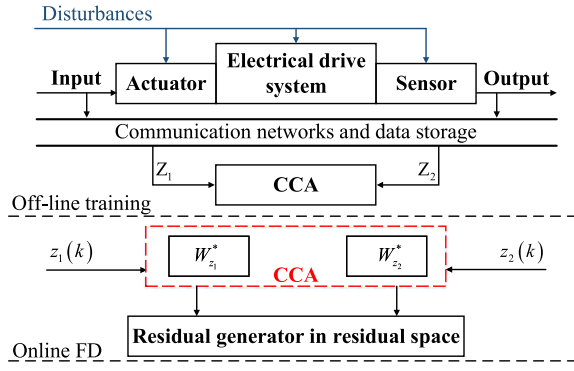 Disturbances
Input
Actuator
Electrical drive
system
Sensor
Output
Communication networks and data storage
Z₁
CCA
Z₂
Off-line training
z₁(k)
W*_{z₁}
CCA
W*_{z₂}
z₂(k)
Residual generator in residual space
Online FD